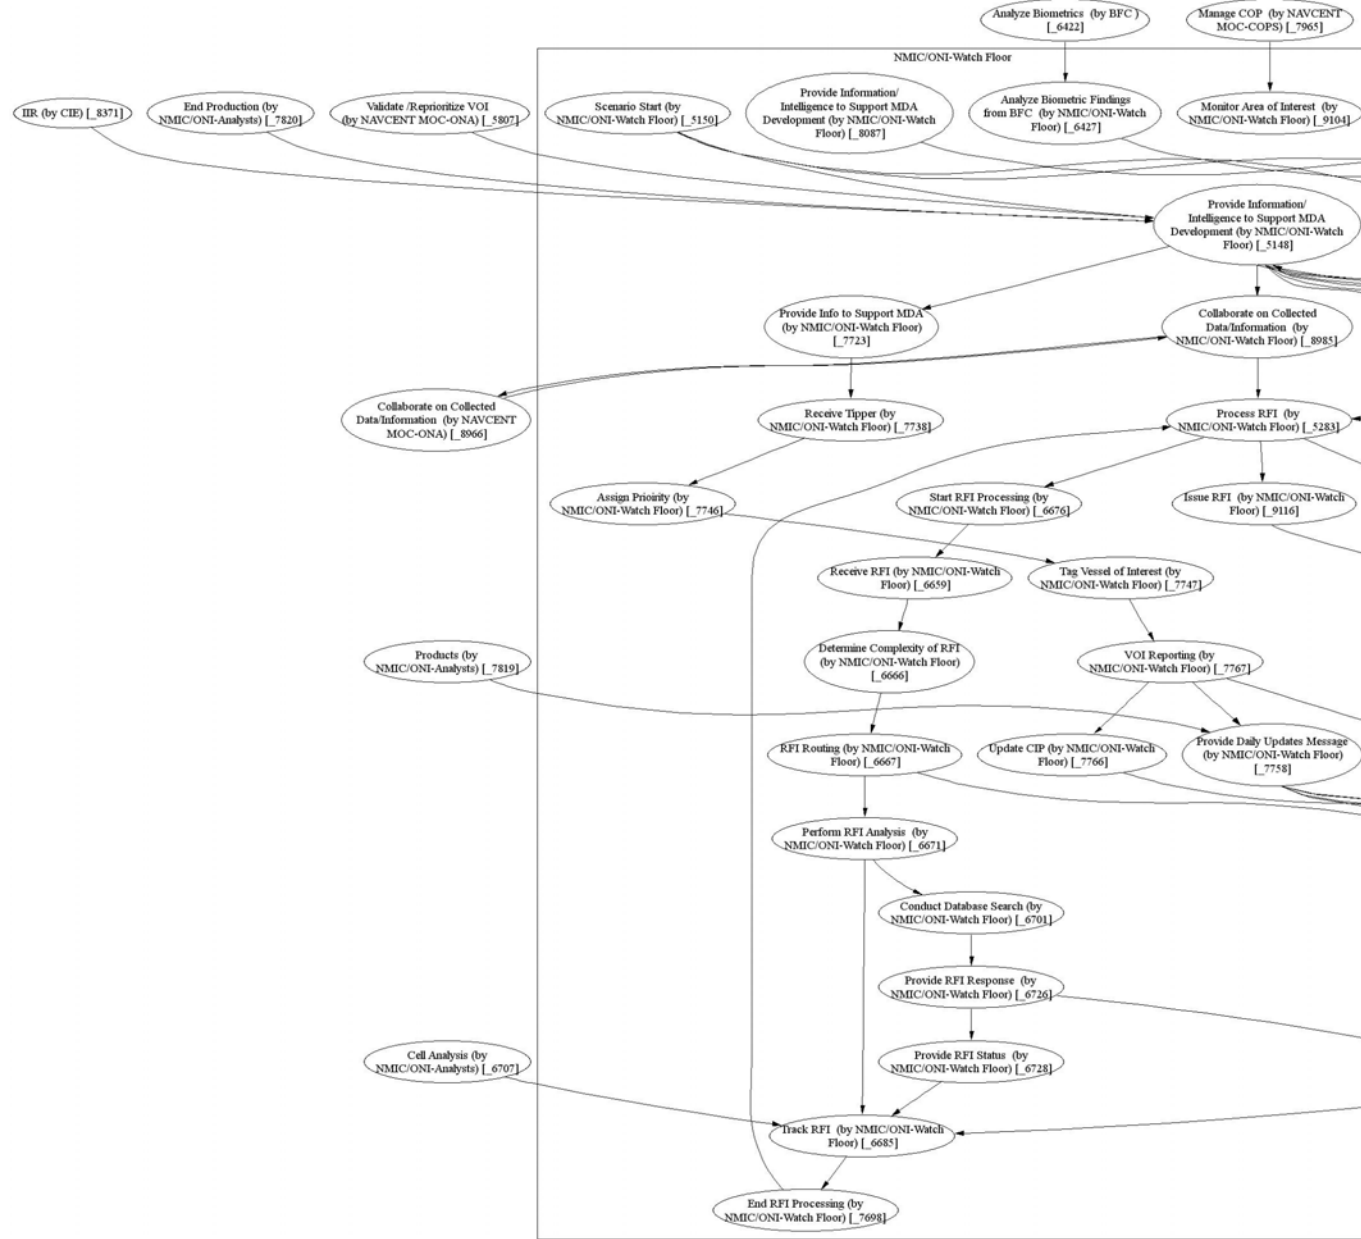 Analyze Biometrics  (by BFC )
[_6422]
Manage COP  (by NAVCENT
MOC-COPS) [_7965]
NMIC/ONI-Watch Floor
IIR (by CIE) [_8371]
End Production (by
NMIC/ONI-Analysts) [_7820]
Validate /Reprioritize VOI
(by NAVCENT MOC-ONA) [_5807]
Scenario Start (by
NMIC/ONI-Watch Floor) [_5150]
Provide Information/
Intelligence to Support MDA
Development (by NMIC/ONI-Watch
Floor) [_8087]
Analyze Biometric Findings
from BFC  (by NMIC/ONI-Watch
Floor) [_6427]
Monitor Area of Interest  (by
NMIC/ONI-Watch Floor) [_9104]
Provide Information/
Intelligence to Support MDA
Development (by NMIC/ONI-Watch
Floor) [_5148]
Provide Info to Support MDA
(by NMIC/ONI-Watch Floor)
[_7723]
Collaborate on Collected
Data/Information  (by
NMIC/ONI-Watch Floor) [_8985]
Collaborate on Collected
Data/Information  (by NAVCENT
MOC-ONA) [_8966]
Receive Tipper (by
NMIC/ONI-Watch Floor) [_7738]
Process RFI  (by
NMIC/ONI-Watch Floor) [_5283]
Assign Prioirity (by
NMIC/ONI-Watch Floor) [_7746]
Start RFI Processing (by
NMIC/ONI-Watch Floor) [_6676]
Issue RFI  (by NMIC/ONI-Watch
Floor) [_9116]
Receive RFI (by NMIC/ONI-Watch
Floor) [_6659]
Tag Vessel of Interest (by
NMIC/ONI-Watch Floor) [_7747]
Products (by
NMIC/ONI-Analysts) [_7819]
Determine Complexity of RFI
(by NMIC/ONI-Watch Floor)
[_6666]
VOI Reporting (by
NMIC/ONI-Watch Floor) [_7767]
RFI Routing (by NMIC/ONI-Watch
Floor) [_6667]
Update CIP (by NMIC/ONI-Watch
Floor) [_7766]
Provide Daily Updates Message
(by NMIC/ONI-Watch Floor)
[_7758]
Perform RFI Analysis  (by
NMIC/ONI-Watch Floor) [_6671]
Conduct Database Search (by
NMIC/ONI-Watch Floor) [_6701]
Provide RFI Response  (by
NMIC/ONI-Watch Floor) [_6726]
Cell Analysis (by
NMIC/ONI-Analysts) [_6707]
Provide RFI Status  (by
NMIC/ONI-Watch Floor) [_6728]
Track RFI  (by NMIC/ONI-Watch
Floor) [_6685]
End RFI Processing (by
NMIC/ONI-Watch Floor) [_7698]